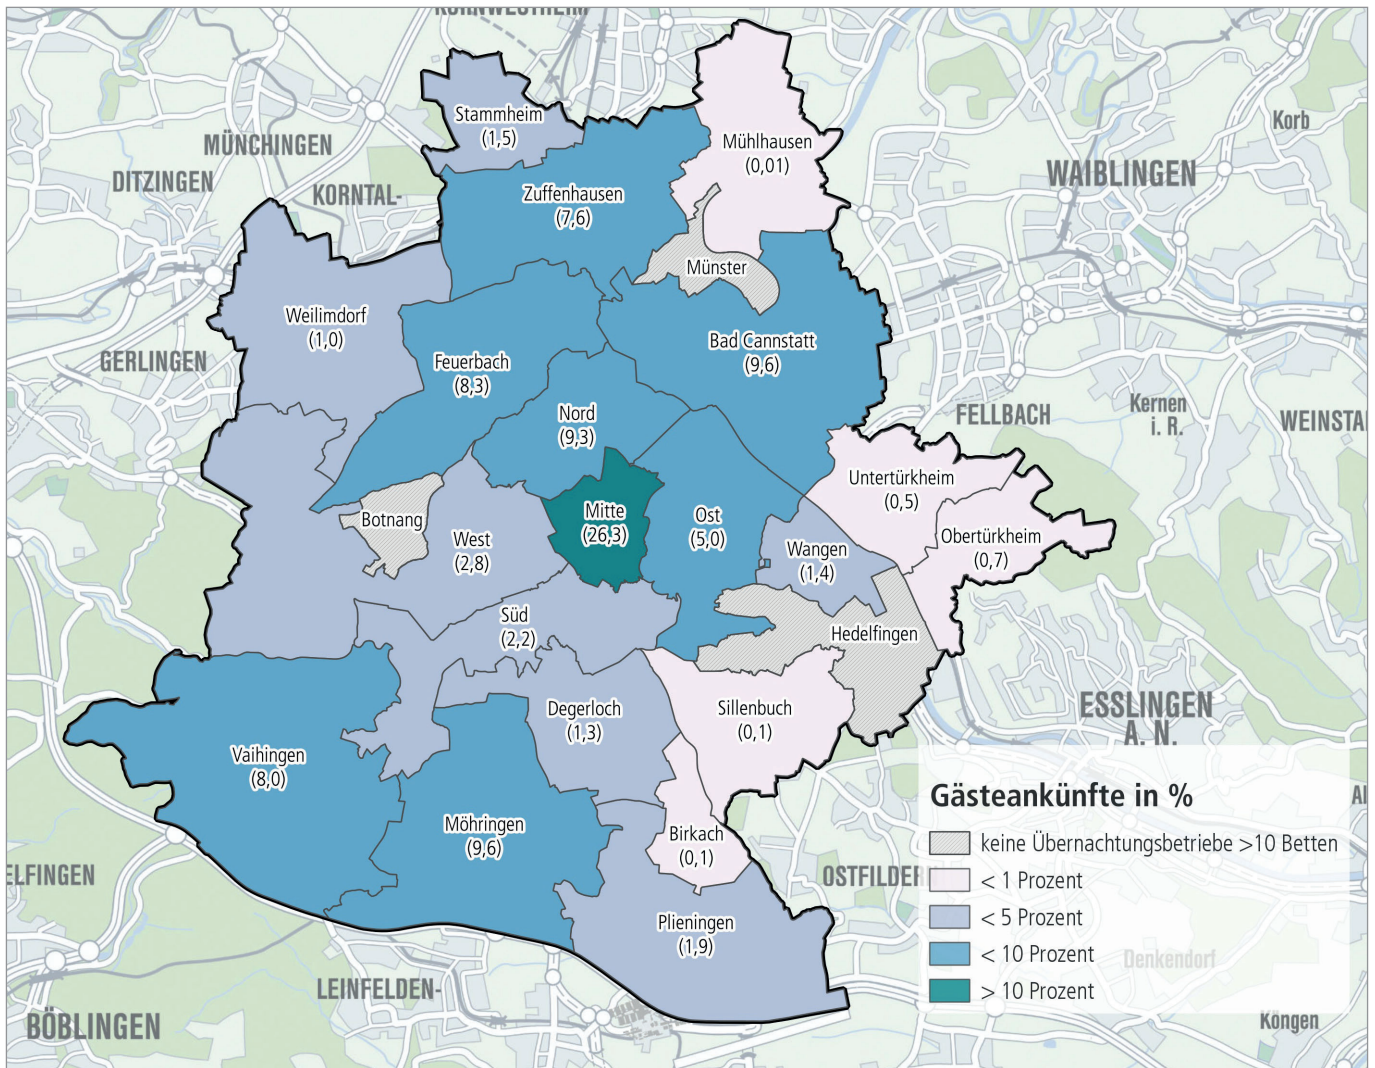 KORNWESTHEIM
Stammheim
(1,5)
Mühlhausen
(0,01)
Korb
MÜNCHINGEN
WAIBLINGEN
DITZINGEN
KORNTAL-
Zuffenhausen
(7,6)
Münster
Weilimdorf
(1,0)
Bad Cannstatt
(9,6)
GERLINGEN
Feuerbach
(8,3)
Nord
(9,3)
FELLBACH
Kernen
i. R.
WEINSTA
Untertürkheim
(0,5)
Botnang
Mitte
(26,3)
Ost
(5,0)
West
(2,8)
Wangen
(1,4)
Obertürkheim
(0,7)
Süd
(2,2)
Hedelfingen
Degerloch
(1,3)
Sillenbuch
(0,1)
ESSLINGEN
A. N.
Vaihingen
(8,0)
Möhringen
(9,6)
Birkach
(0,1)
Gästeankünfte in %
keine Übernachtungsbetriebe >10 Betten
< 1 Prozent
< 5 Prozent
< 10 Prozent
> 10 Prozent
AI
ELFINGEN
OSTFILDERN
Plieningen
(1,9)
Denkendorf
LEINFELDEN-
BÖBLINGEN
Köngen